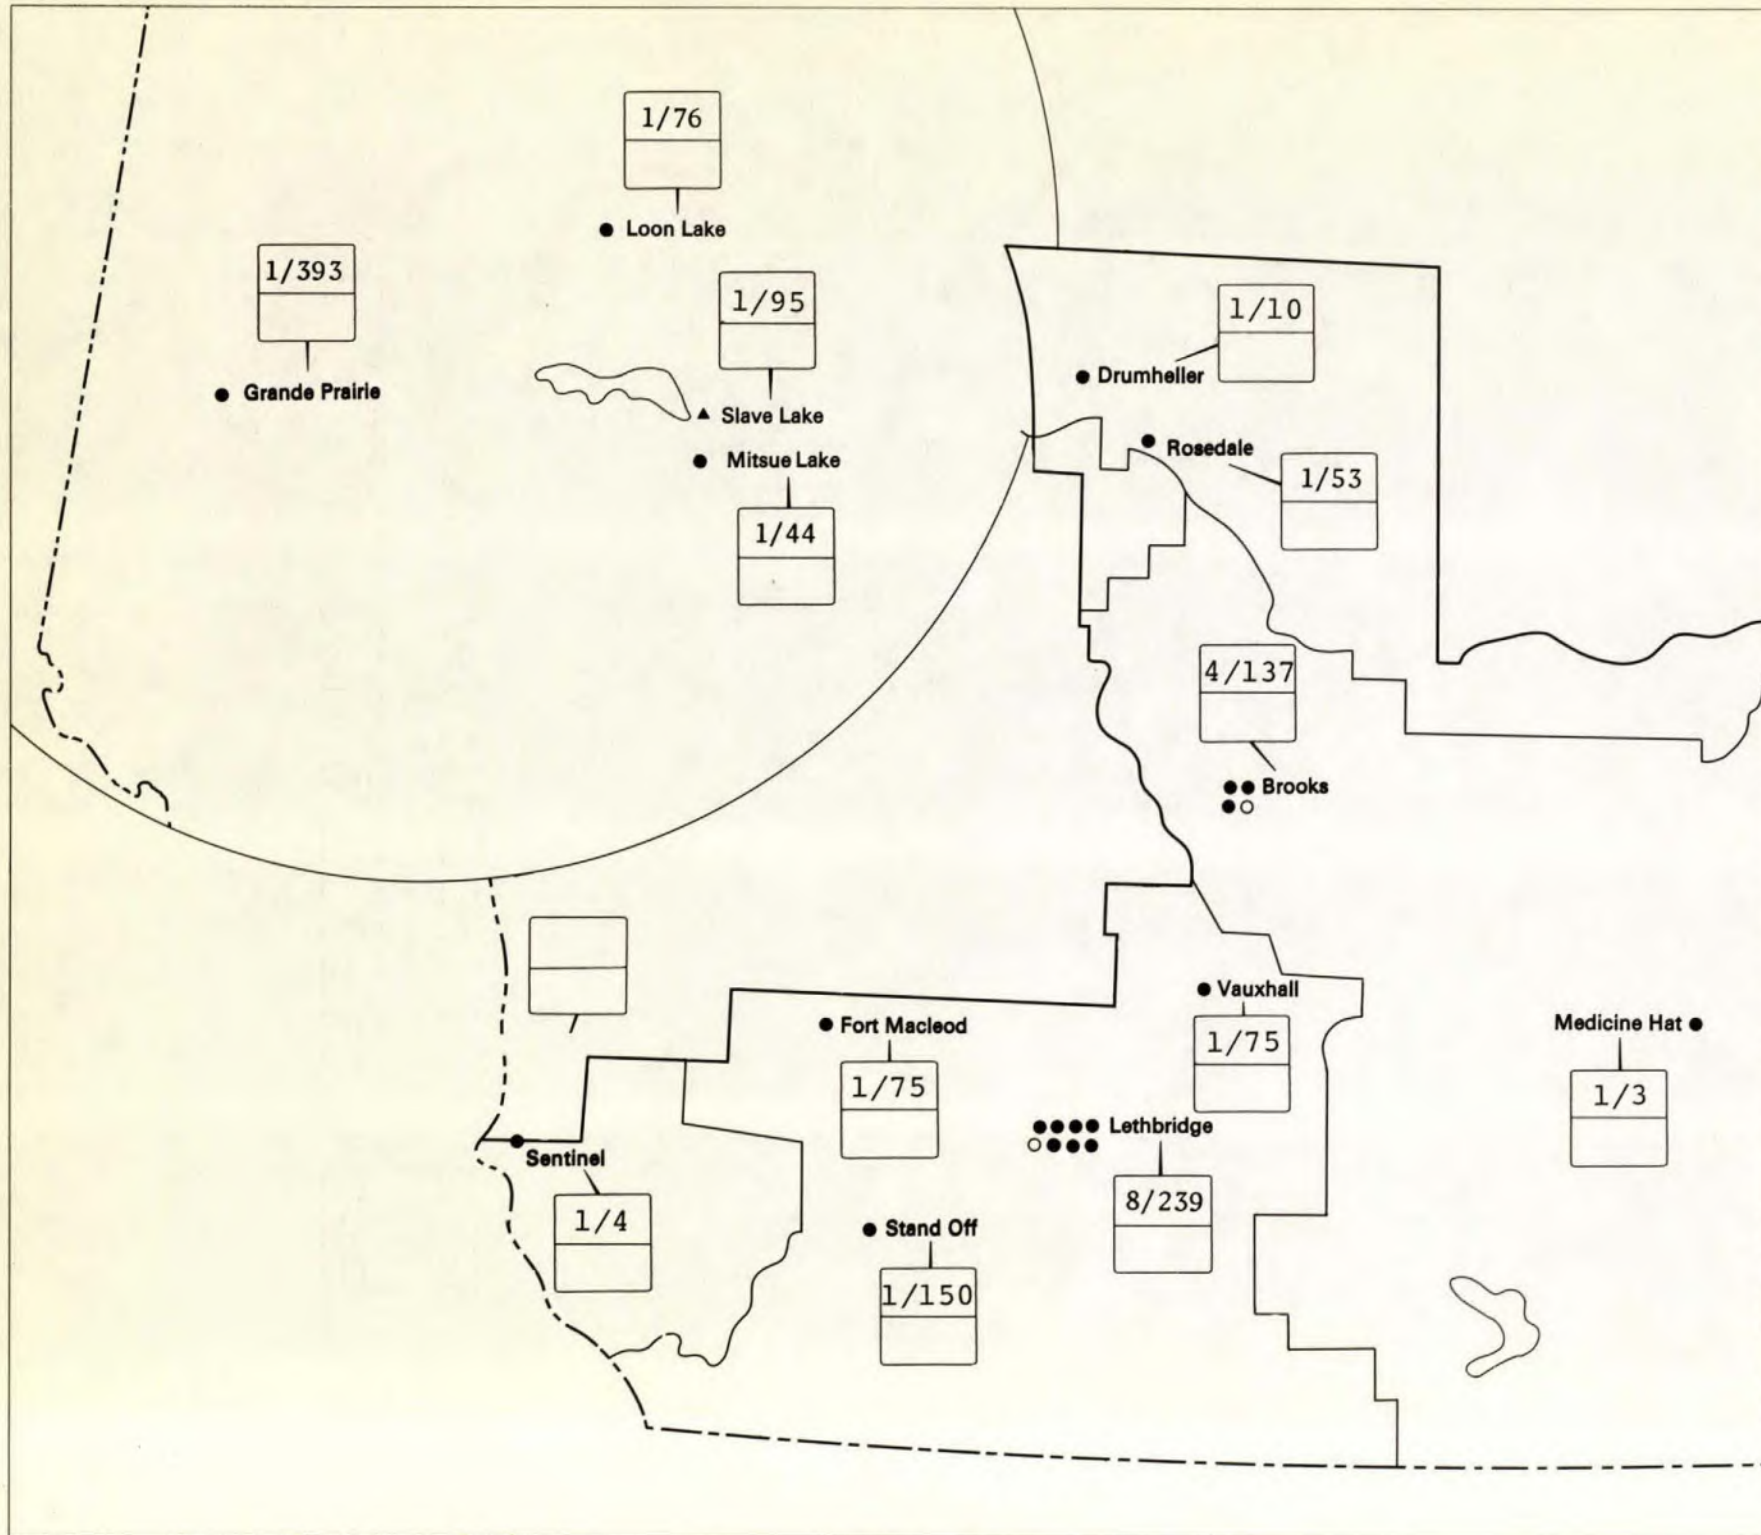 1/76
Loon Lake
1/393
Grande Prairie
1/95
Slave Lake
Mitsue Lake
1/44
1/10
Drumheller
Rosedale
1/53
4/137
Brooks
Vauxhall
1/75
Fort Macleod
1/75
Medicine Hat
1/3
Lethbridge
8/239
Sentinel
1/4
Stand Off
1/150